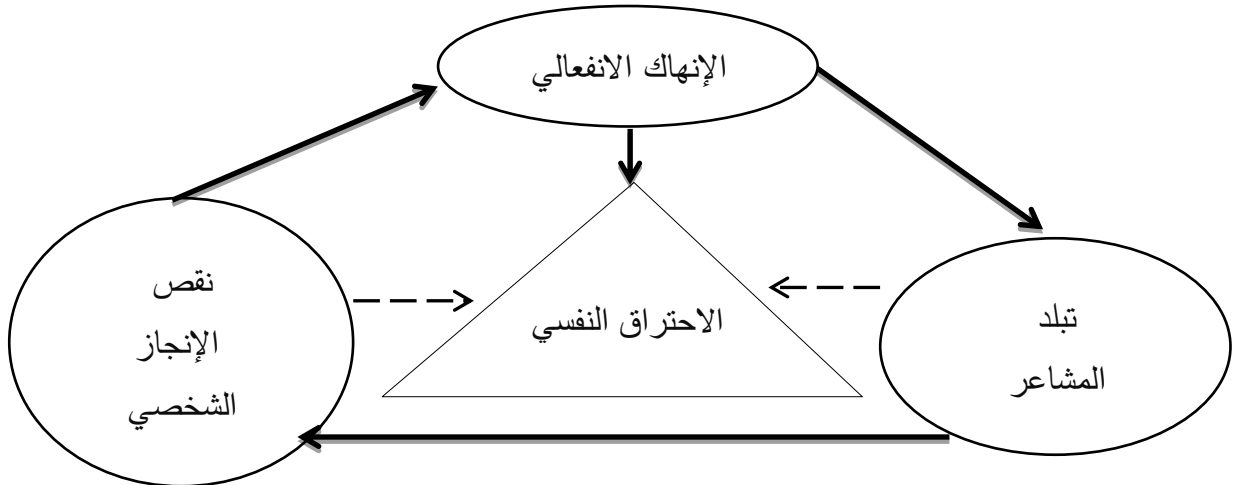 الإنهاك الانفعالي
تبلد
المشاعر
الاحتراق النفسي
نقص
الإنجاز
الشخصي